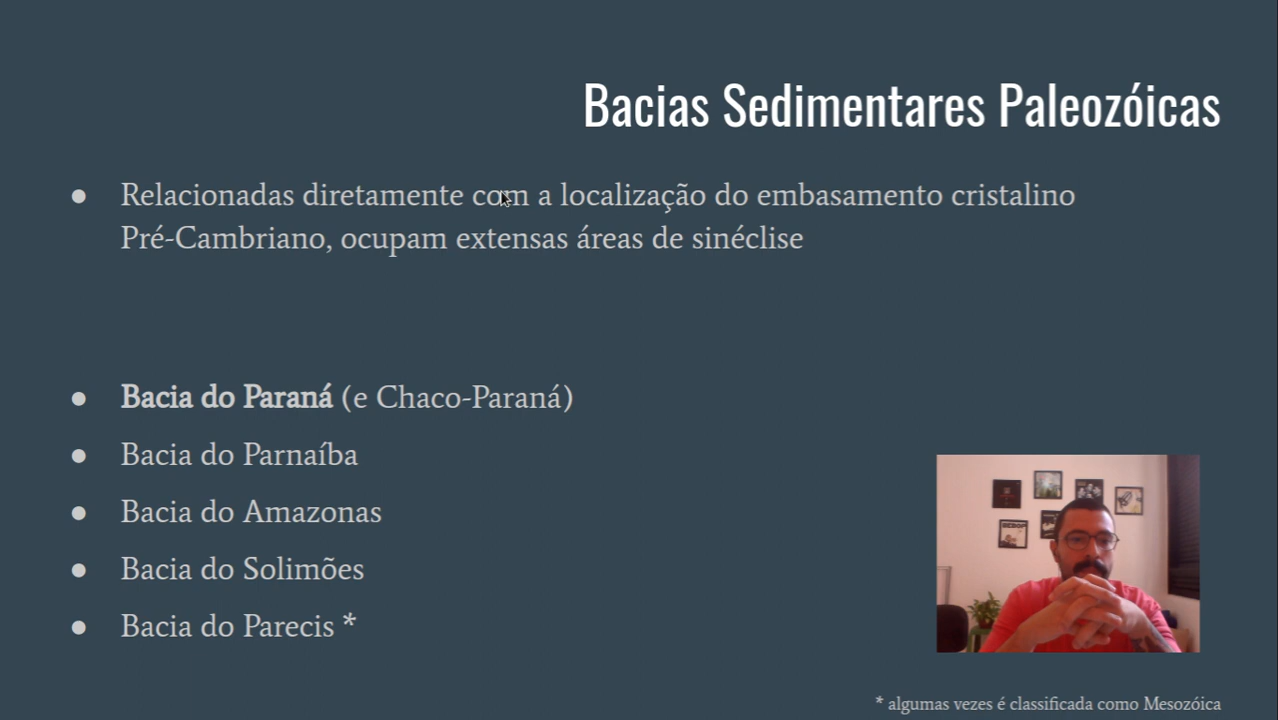 Bacias Sedimentares Paleozóicas
● Relacionadas diretamente com a localização do embasamento cristalino
Pré-Cambriano, ocupam extensas áreas de sinéclise
● Bacia do Paraná (e Chaco-Paraná)
● Bacia do Parnaíba
● Bacia do Amazonas
● Bacia do Solimões
● Bacia do Parecis *
BEBOP
* algumas vezes é classificada como Mesozóica